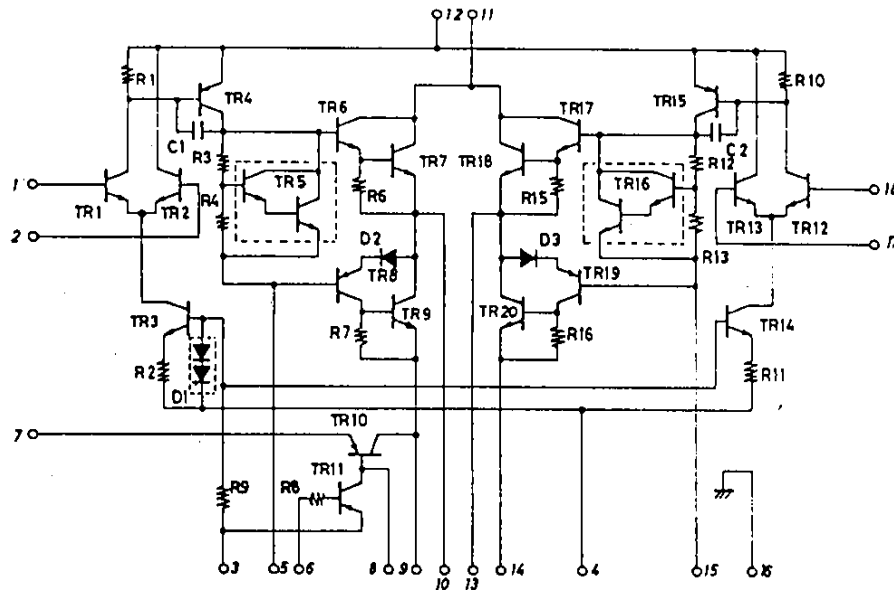 12 11
R1 TR4 TR6 TR17 TR15 R10
C1 R3 TR5 TR7 TR18 TR16 R12 C2
1 TR1 TR2 R4 R6 R15 TR13 TR12
2 D2 D3 R13
TR8 TR19
TR3 R7 TR9 TR20 R16 TR14
R2 D1 R11
7 TR10
TR11
R9 R8
3 5 6 8 9 10 13 14 4 15 16